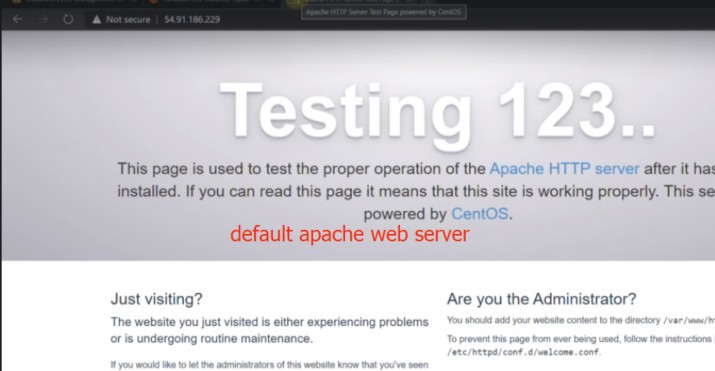 Not secure | 54.91.186.229
Apache HTTP Server Test Page powered by CentOS
Testing 123..
This page is used to test the proper operation of the Apache HTTP server after it has
installed. If you can read this page it means that this site is working properly. This se
powered by CentOS.
default apache web server
Just visiting?
The website you just visited is either experiencing problems
or is undergoing routine maintenance.
If you would like to let the administrators of this website know that you've seen
Are you the Administrator?
You should add your website content to the directory /var/www/h
To prevent this page from ever being used, follow the instructions
/etc/httpd/conf.d/welcome.conf.